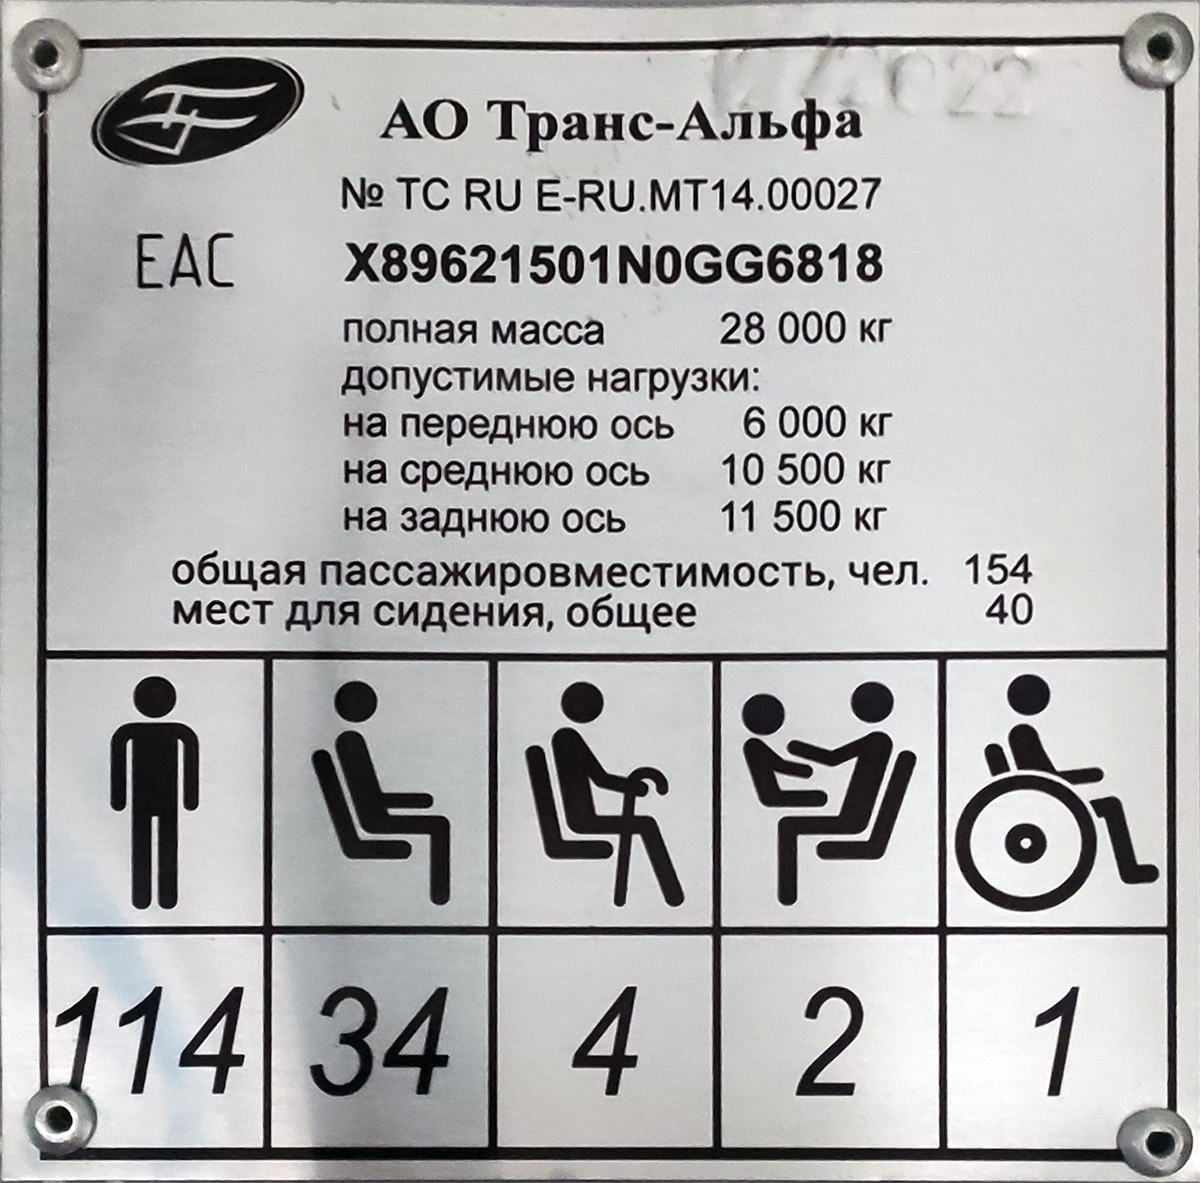 АО Транс-Альфа
№ ТС RU E-RU.MT14.00027
EAC
X89621501N0GG6818
полная масса 28 000 кг
допустимые нагрузки:
на переднюю ось 6 000 кг
на среднюю ось 10 500 кг
на заднюю ось 11 500 кг
общая пассажировместимость, чел. 154
мест для сидения, общее 40
114 34 4 2 1